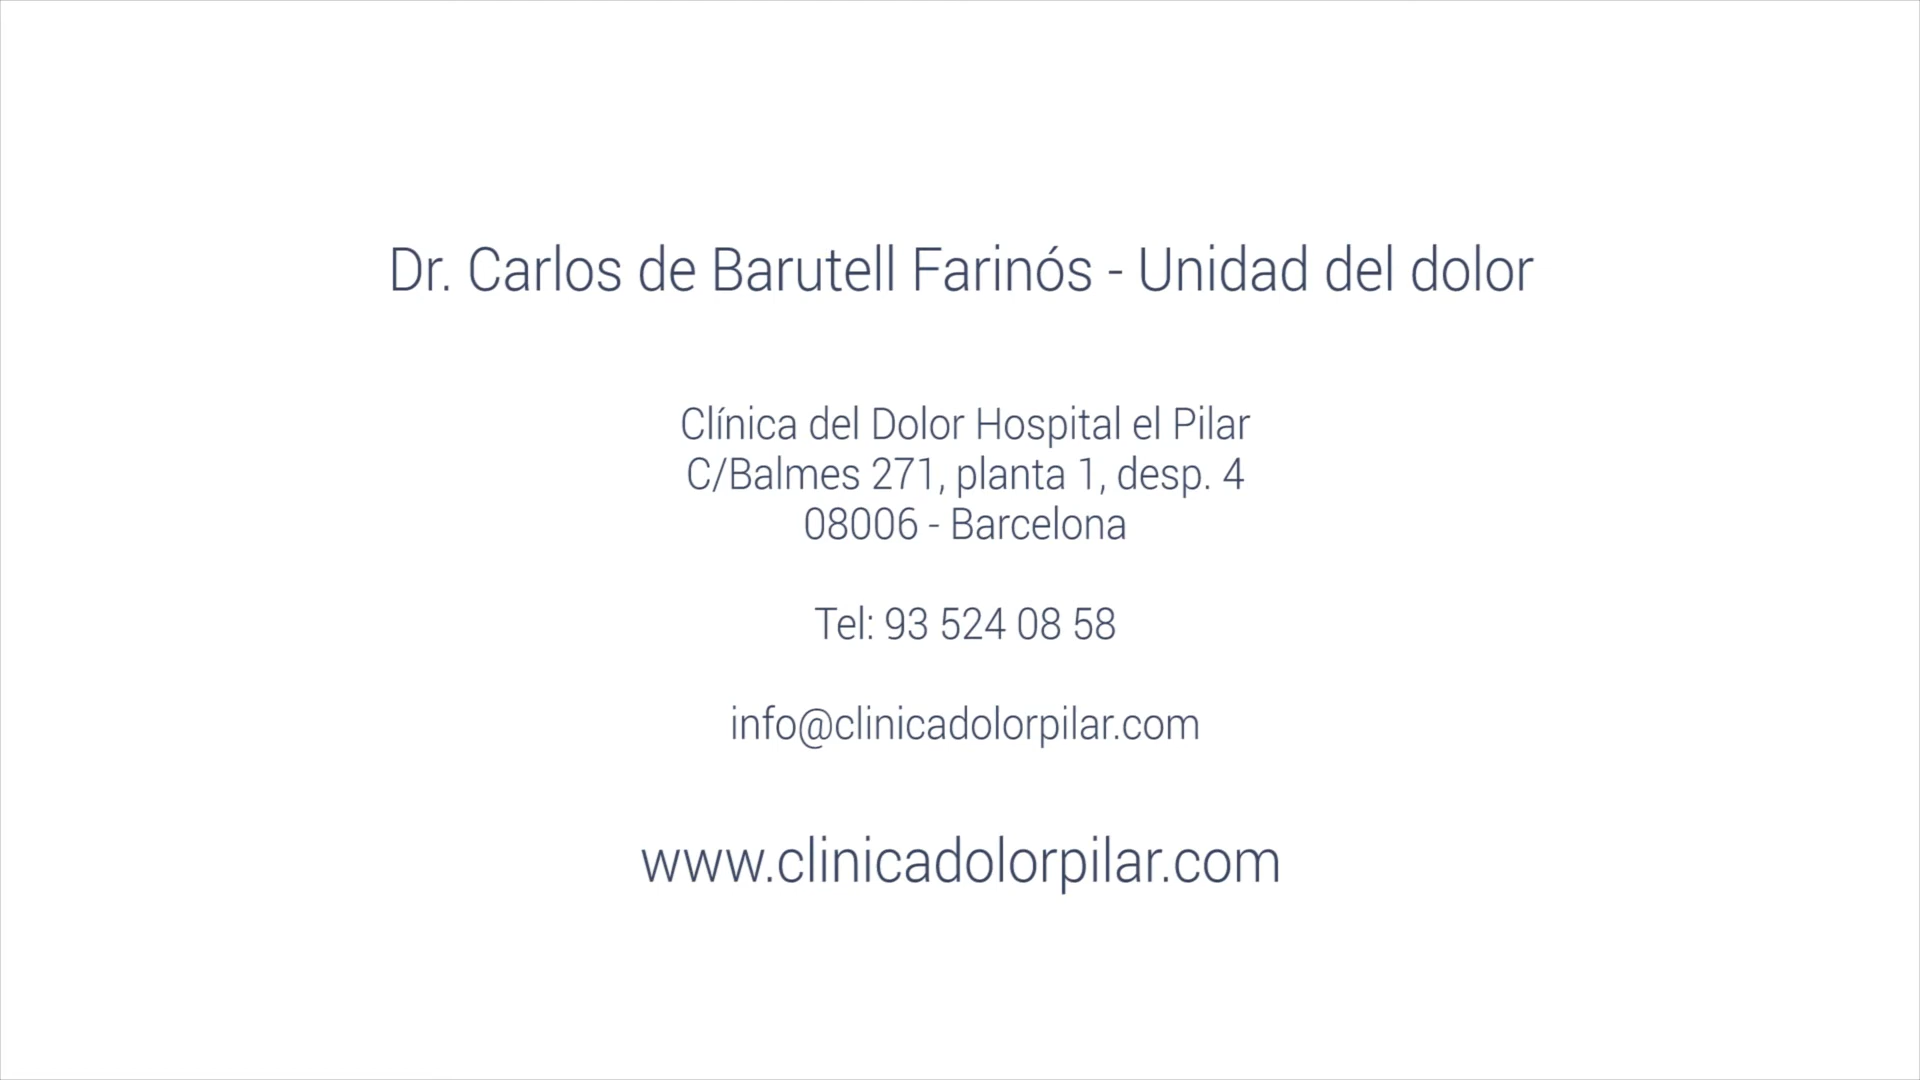 Dr. Carlos de Barutell Farinós - Unidad del dolor
Clínica del Dolor Hospital el Pilar
C/Balmes 271, planta 1, desp. 4
08006 - Barcelona
Tel: 93 524 08 58
info@clinicadolorpilar.com
www.clinicadolorpilar.com